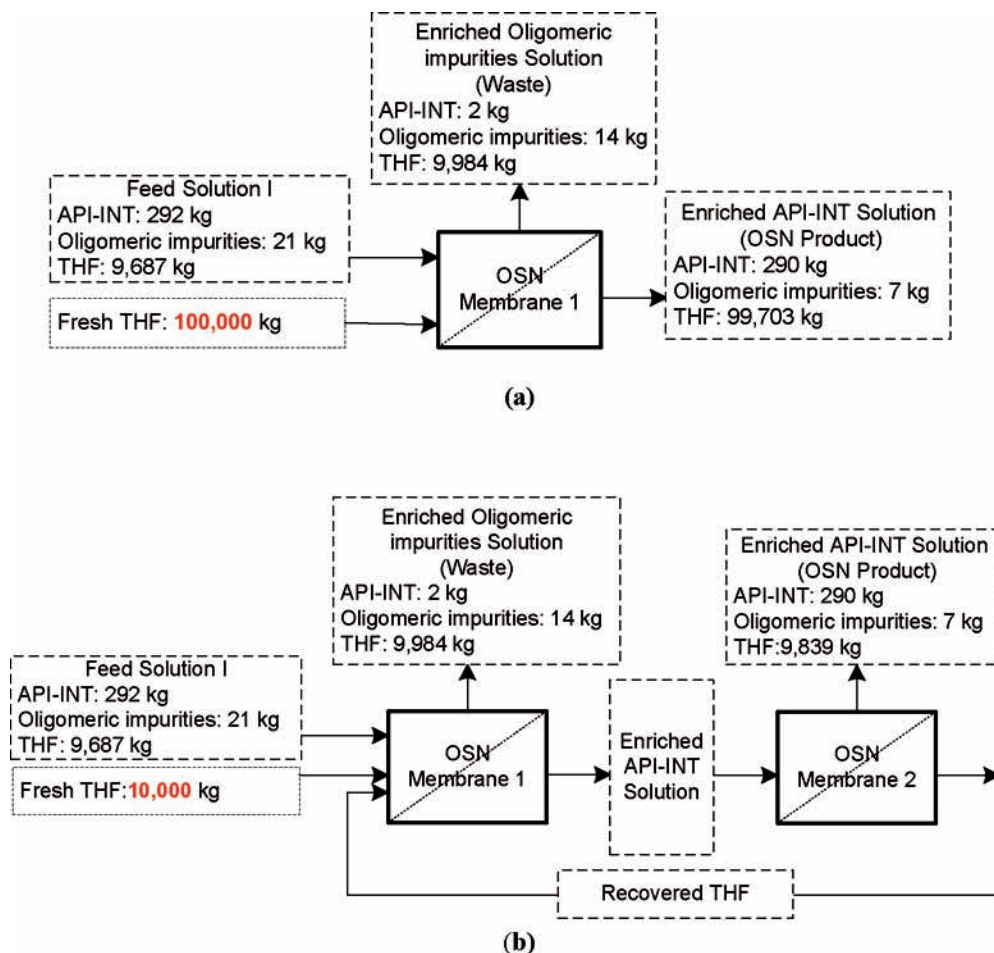 Enriched Oligomeric
impurities Solution
(Waste)
API-INT: 2 kg
Oligomeric impurities: 14 kg
THF: 9,984 kg
Feed Solution I
API-INT: 292 kg
Oligomeric impurities: 21 kg
THF: 9,687 kg
Fresh THF: 100,000 kg
OSN
Membrane 1
Enriched API-INT Solution
(OSN Product)
API-INT: 290 kg
Oligomeric impurities: 7 kg
THF: 99,703 kg
(a)
Enriched Oligomeric
impurities Solution
(Waste)
API-INT: 2 kg
Oligomeric impurities: 14 kg
THF: 9,984 kg
Enriched API-INT Solution
(OSN Product)
API-INT: 290 kg
Oligomeric impurities: 7 kg
THF:9,839 kg
Feed Solution I
API-INT: 292 kg
Oligomeric impurities: 21 kg
THF: 9,687 kg
Fresh THF:10,000 kg
OSN
Membrane 1
Enriched
API-INT
Solution
OSN
Membrane 2
Recovered THF
(b)